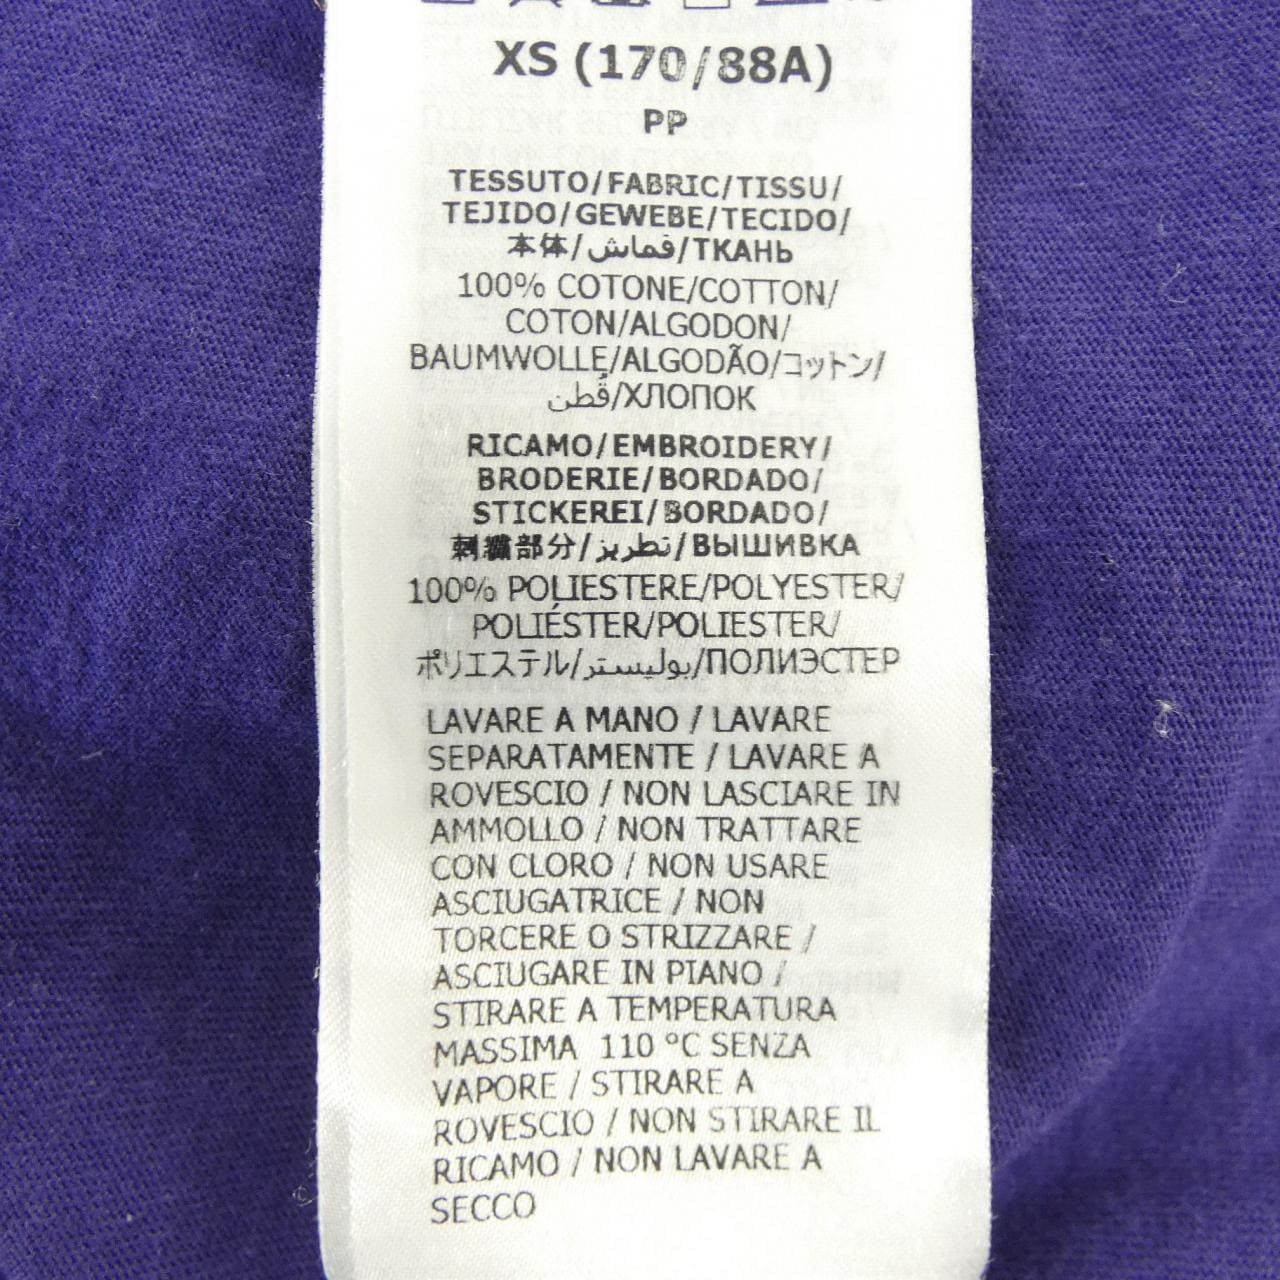 XS (170/88A)
PP
TESSUTO/FABRIC/TISSU/
TEJIDO/GEWEBE/TECIDO/
本体/قماش/ТКАНЬ
100% COTONE/COTTON/
COTON/ALGODON/
BAUMWOLLE/ALGODÃO/コットン/
قُطن/ХЛОПОК
RICAMO/EMBROIDERY/
BRODERIE/BORDADO/
STICKEREI/BORDADO/
刺繍部分/تطريز/ВЫШИВКА
100% POLIESTERE/POLYESTER/
POLIÉSTER/POLIESTER/
ポリエステル/بوليستر/ПОЛИЭСТЕР
LAVARE A MANO / LAVARE
SEPARATAMENTE / LAVARE A
ROVESCIO / NON LASCIARE IN
AMMOLLO / NON TRATTARE
CON CLORO / NON USARE
ASCIUGATRICE / NON
TORCERE O STRIZZARE /
ASCIUGARE IN PIANO /
STIRARE A TEMPERATURA
MASSIMA 110 °C SENZA
VAPORE / STIRARE A
ROVESCIO / NON STIRARE IL
RICAMO / NON LAVARE A
SECCO